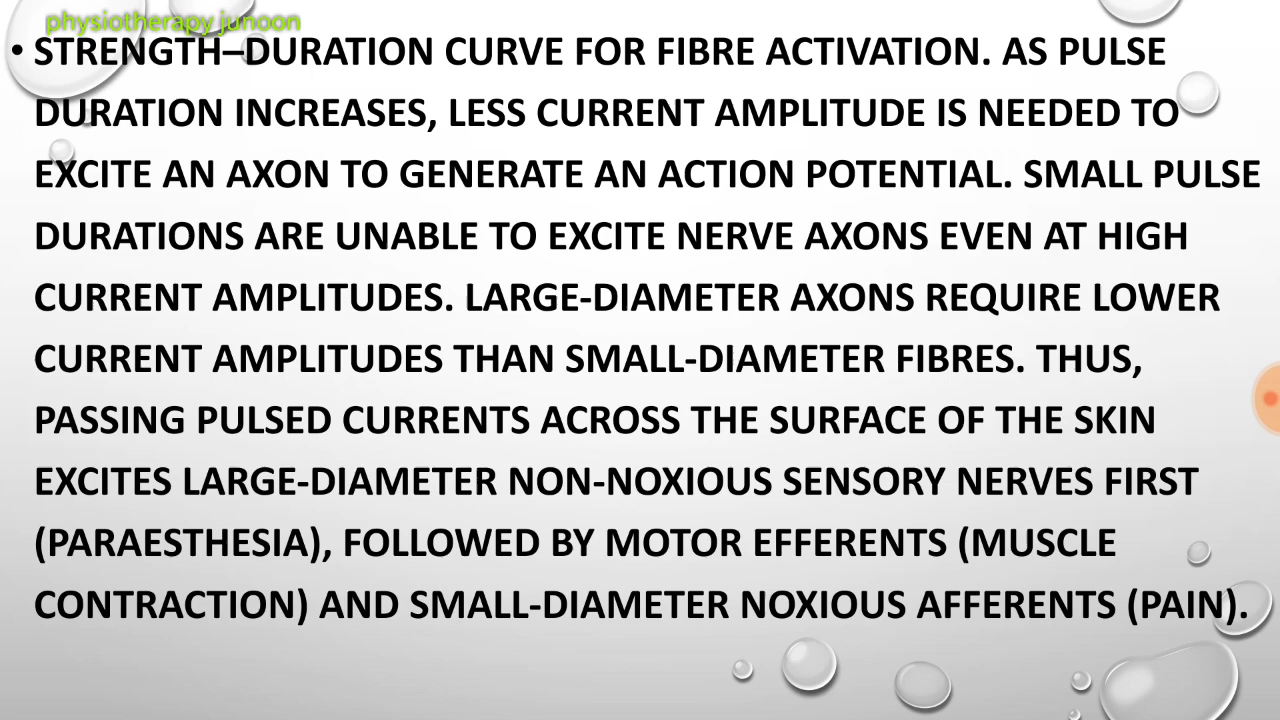 physiotherapy junoon
• STRENGTH–DURATION CURVE FOR FIBRE ACTIVATION. AS PULSE
DURATION INCREASES, LESS CURRENT AMPLITUDE IS NEEDED TO
EXCITE AN AXON TO GENERATE AN ACTION POTENTIAL. SMALL PULSE
DURATIONS ARE UNABLE TO EXCITE NERVE AXONS EVEN AT HIGH
CURRENT AMPLITUDES. LARGE-DIAMETER AXONS REQUIRE LOWER
CURRENT AMPLITUDES THAN SMALL-DIAMETER FIBRES. THUS,
PASSING PULSED CURRENTS ACROSS THE SURFACE OF THE SKIN
EXCITES LARGE-DIAMETER NON-NOXIOUS SENSORY NERVES FIRST
(PARAESTHESIA), FOLLOWED BY MOTOR EFFERENTS (MUSCLE
CONTRACTION) AND SMALL-DIAMETER NOXIOUS AFFERENTS (PAIN).